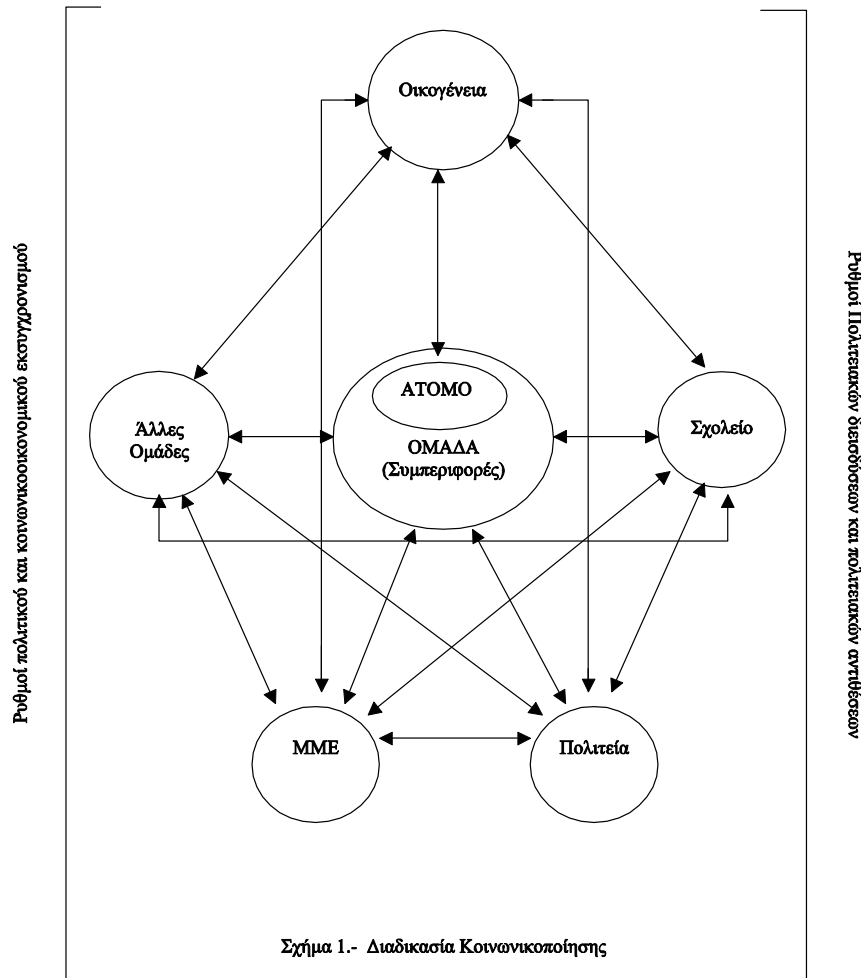 Οικογένεια
Ρυθμοί πολιτικού και κοινωνικοοικονομικού εκσυγχρονισμού
Ρυθμοί Πολιτειακών διεισδύσεων και πολιτειακών αντιθέσεων
Άλλες
Ομάδες
ΑΤΟΜΟ
ΟΜΑΔΑ
(Συμπεριφορές)
Σχολείο
ΜΜΕ
Πολιτεία
Σχήμα 1.- Διαδικασία Κοινωνικοποίησης